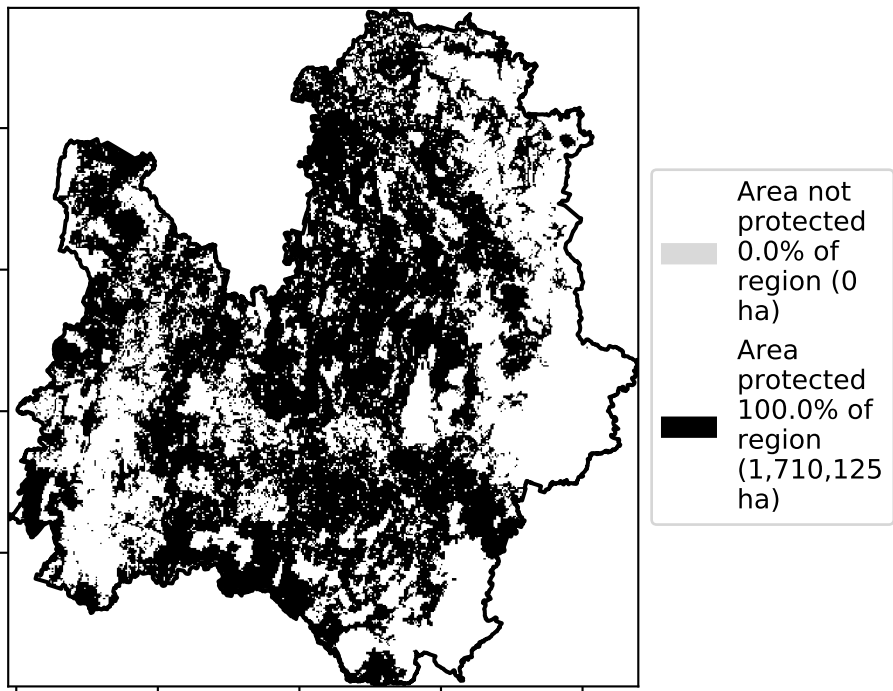 Area not
protected
0.0% of
region (0
ha)
Area
protected
100.0% of
region
(1,710,125
ha)